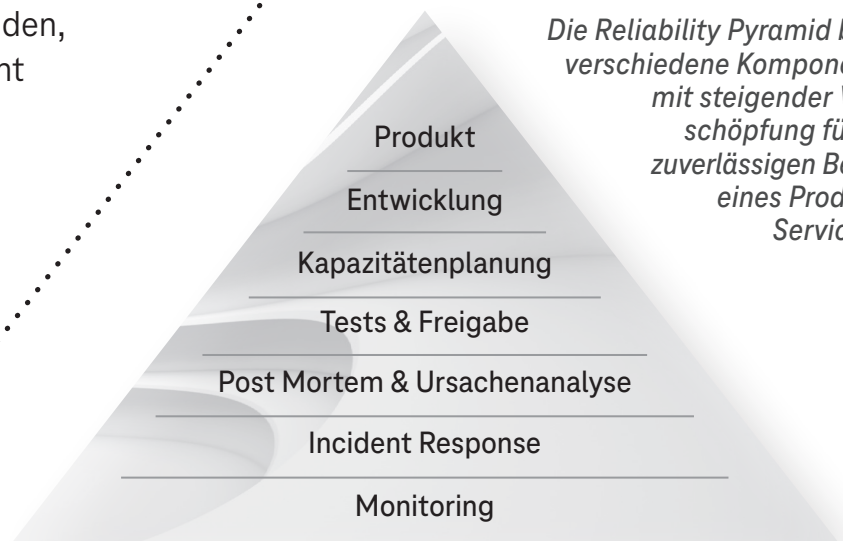 den,
nt
Die Reliability Pyramid b
verschiedene Kompone
mit steigender
schöpfung fü
zuverlässigen Be
eines Prod
Servic
Produkt
Entwicklung
Kapazitätenplanung
Tests & Freigabe
Post Mortem & Ursachenanalyse
Incident Response
Monitoring